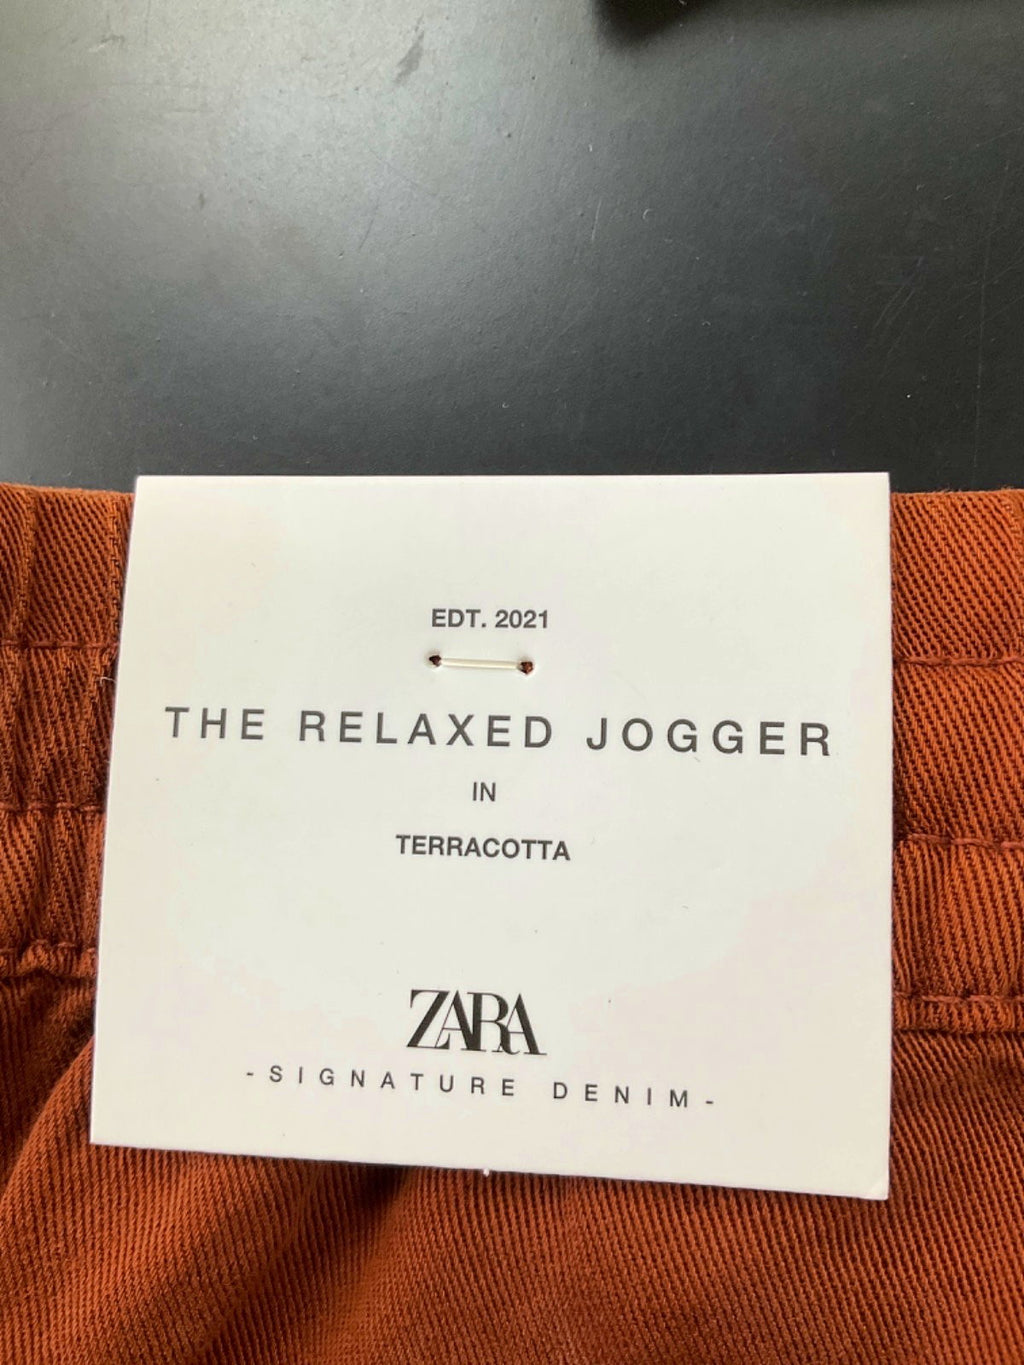 EDT. 2021
THE RELAXED JOGGER
IN
TERRACOTTA
ZARA
-SIGNATURE DENIM-